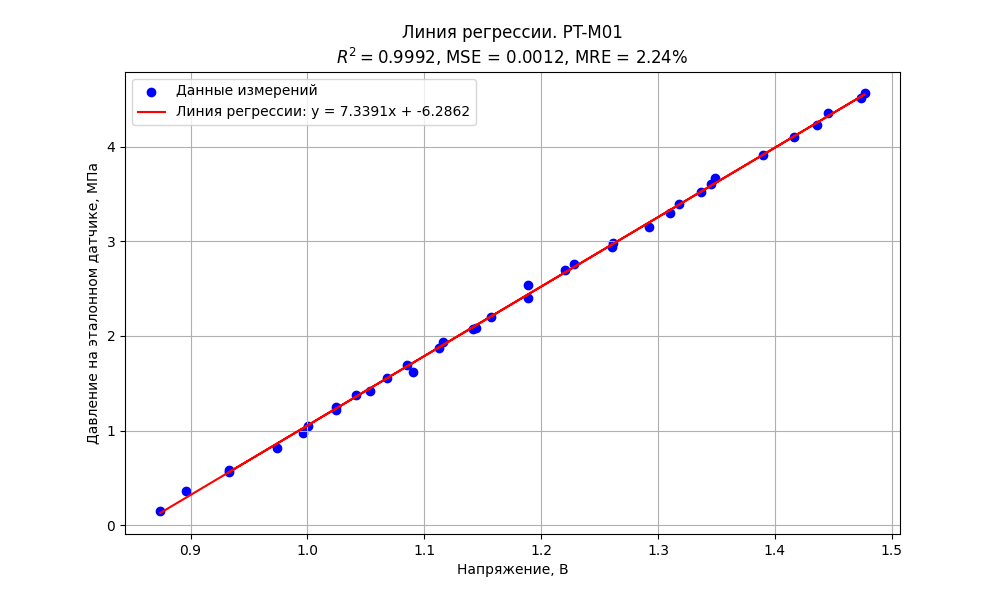 Линия регрессии. PT-M01
R² = 0.9992, MSE = 0.0012, MRE = 2.24%
Данные измерений
Линия регрессии: y = 7.3391x + -6.2862
Давление на эталонном датчике, МПа
4
3
2
1
0
0.9 1.0 1.1 1.2 1.3 1.4 1.5
Напряжение, В